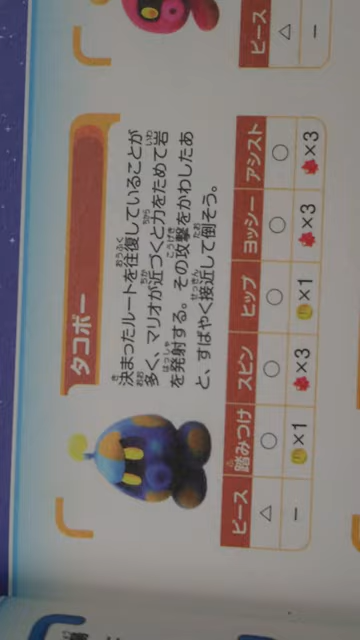 タコボー
決まったルートを往復していることが
多く、マリオが近づくと力をためて岩
を発射する。その攻撃をかわしたあ
と、すばやく接近して倒そう。
ピース 踏みつけ スピン ヒップ ヨッシー アシスト
△ ○ ○ ○ ○ ○
－ ×1 ×3 ×1 ×3 ×3
ピース
△
－